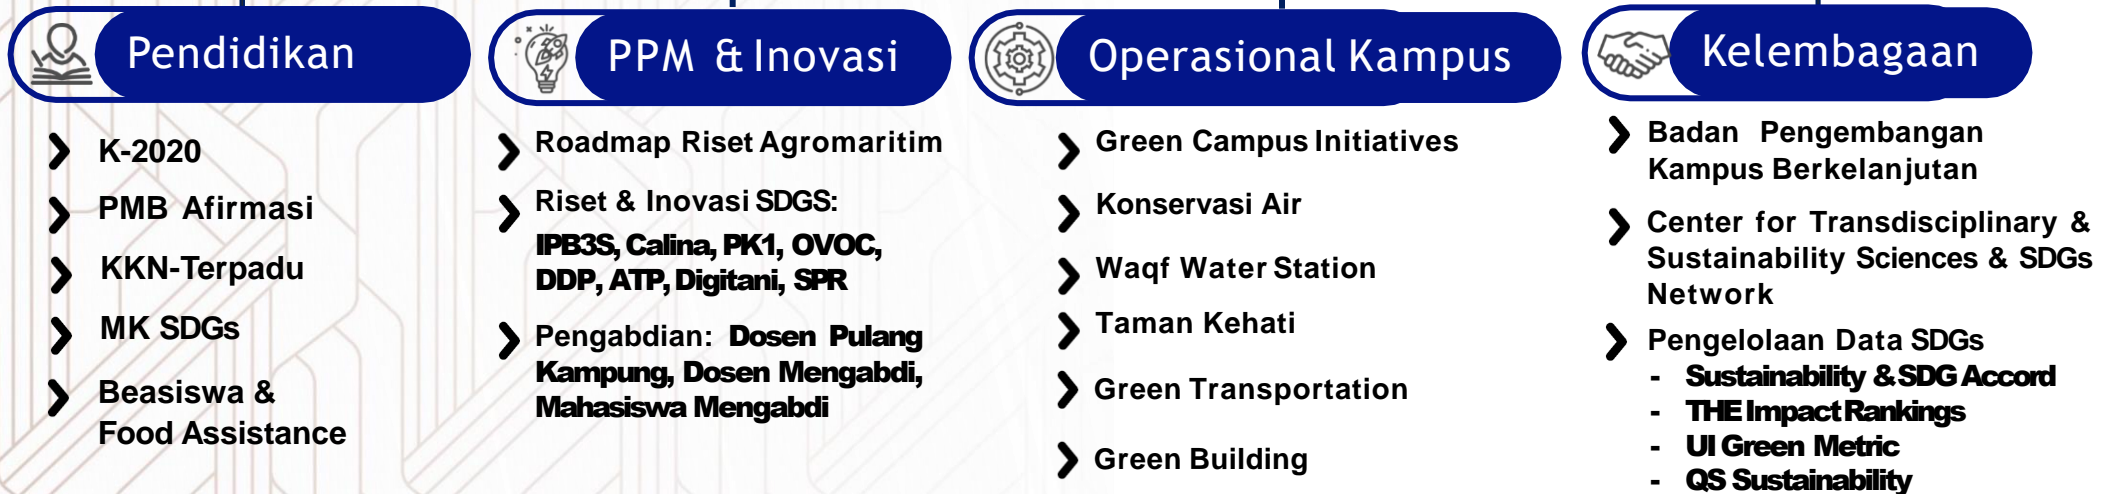 Pendidikan
K-2020
PMB Afirmasi
KKN-Terpadu
MK SDGs
Beasiswa &
Food Assistance
PPM & Inovasi
Roadmap Riset Agromaritim
Riset & Inovasi SDGS:
IPB3S, Calina, PK1, OVOC,
DDP, ATP, Digitani, SPR
Pengabdian: Dosen Pulang
Kampung, Dosen Mengabdi,
Mahasiswa Mengabdi
Operasional Kampus
Green Campus Initiatives
Konservasi Air
Waqf Water Station
Taman Kehati
Green Transportation
Green Building
Kelembagaan
Badan Pengembangan
Kampus Berkelanjutan
Center for Transdisciplinary &
Sustainability Sciences & SDGs
Network
Pengelolaan Data SDGs
- Sustainability & SDG Accord
- THE Impact Rankings
- UI Green Metric
- QS Sustainability